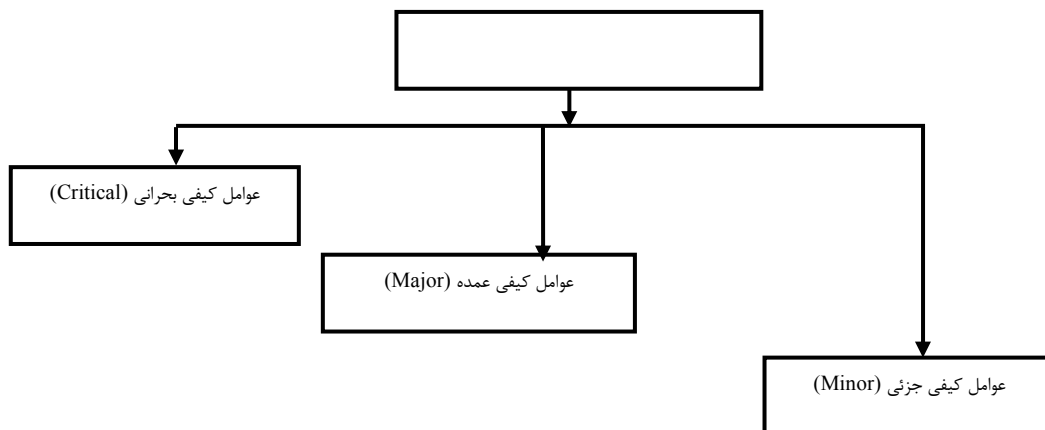 عوامل کیفی بحرانی (Critical)
عوامل کیفی عمده (Major)
عوامل کیفی جزئی (Minor)